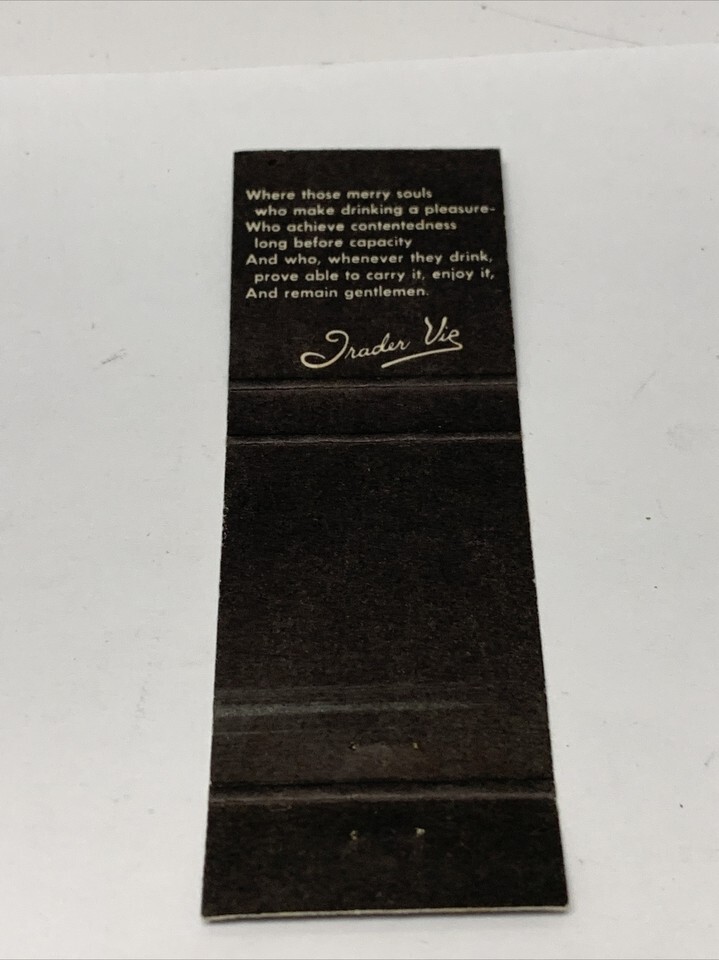 Where those merry souls
who make drinking a pleasure-
Who achieve contentedness
long before capacity
And who, whenever they drink,
prove able to carry it, enjoy it,
And remain gentlemen.
Trader Vic